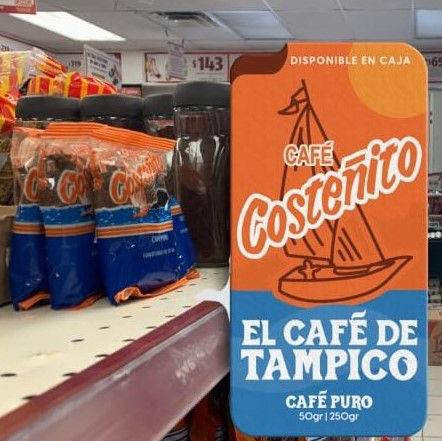 $143
DISPONIBLE EN CAJA
CAFÉ
Costeñito
EL CAFÉ DE
TAMPICO
CAFÉ PURO
50gr | 250gr